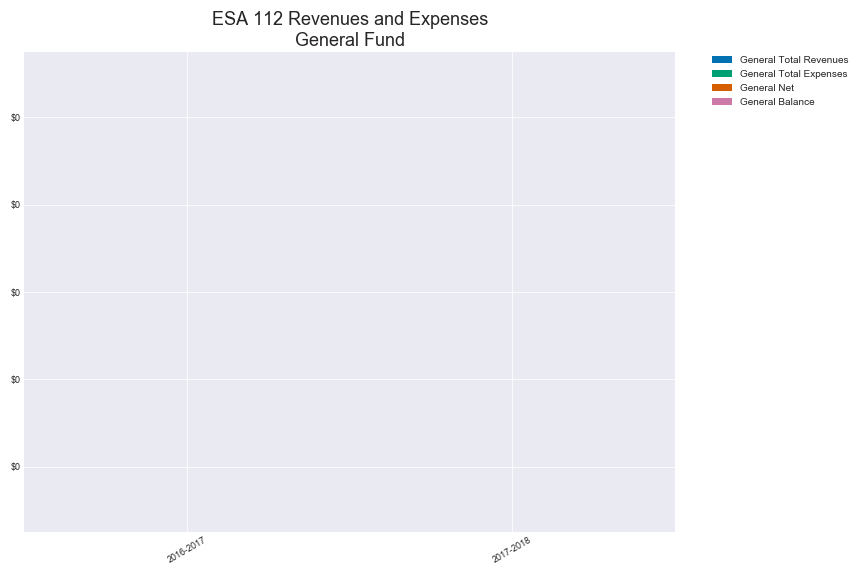 ESA 112 Revenues and Expenses
General Fund
General Total Revenues
General Total Expenses
General Net
General Balance
$0
$0
$0
$0
$0
2016-2017
2017-2018